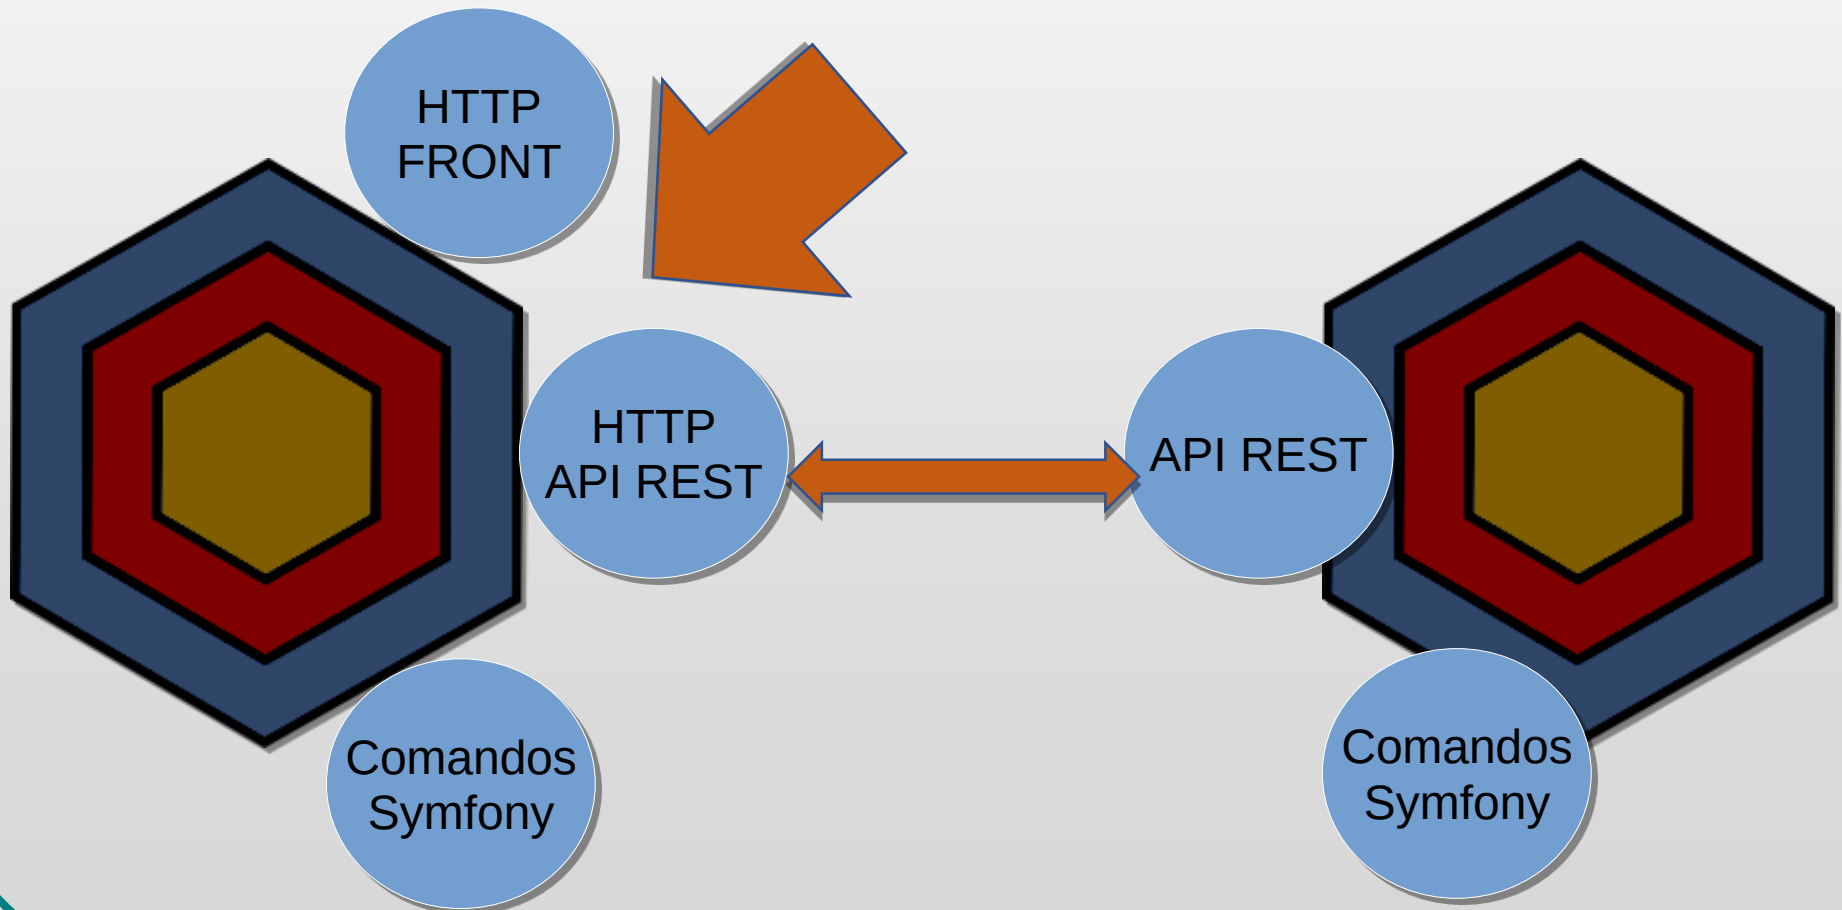 HTTP
FRONT
HTTP
API REST
API REST
Comandos
Symfony
Comandos
Symfony